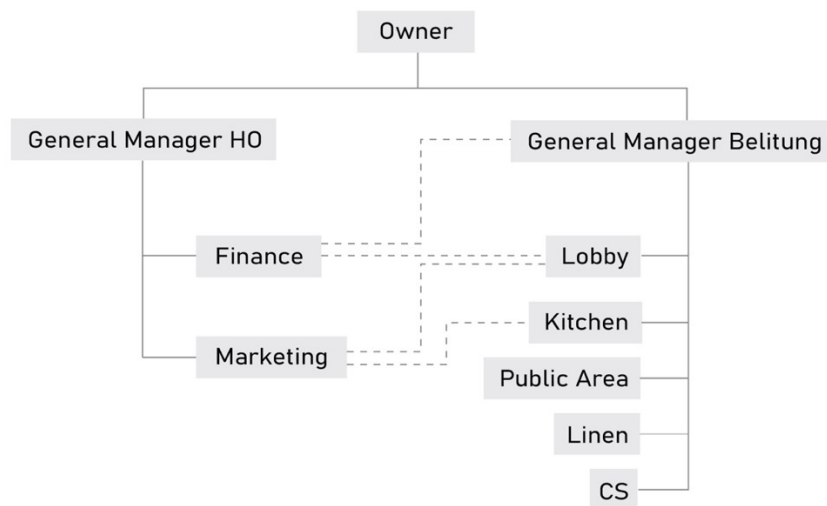 Owner
General Manager HO
General Manager Belitung
Finance
Lobby
Kitchen
Marketing
Public Area
Linen
CS